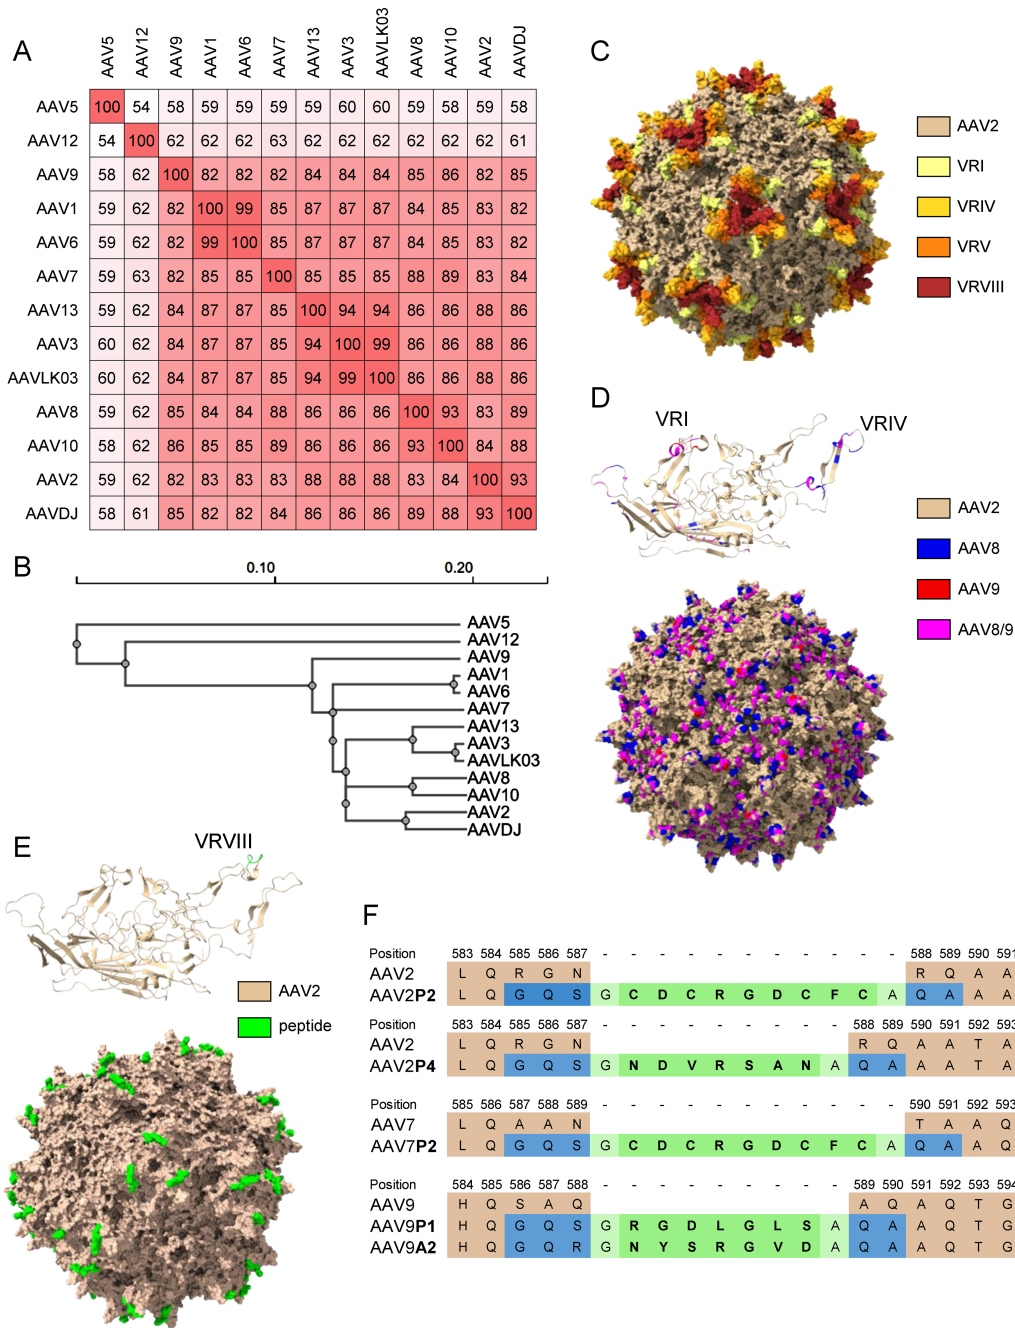 A
AAV5 AAV12 AAV9 AAV1 AAV6 AAV7 AAV13 AAV3 AAVLK03 AAV8 AAV10 AAV2 AAVDJ
AAV5 100 54 58 59 59 59 59 60 60 59 58 59 58
AAV12 54 100 62 62 62 63 62 62 62 62 62 62 61
AAV9 58 62 100 82 82 82 84 84 84 85 86 82 85
AAV1 59 62 82 100 99 85 87 87 87 84 85 83 82
AAV6 59 62 82 99 100 85 87 87 87 84 85 83 82
AAV7 59 63 82 85 85 100 85 85 85 88 89 83 84
AAV13 59 62 84 87 87 85 100 94 94 86 86 88 86
AAV3 60 62 84 87 87 85 94 100 99 86 86 88 86
AAVLK03 60 62 84 87 87 85 94 99 100 86 86 88 86
AAV8 59 62 85 84 84 88 86 86 86 100 93 83 89
AAV10 58 62 86 85 85 89 86 86 86 93 100 84 88
AAV2 59 62 82 83 83 83 88 88 88 83 84 100 93
AAVDJ 58 61 85 82 82 84 86 86 86 89 88 93 100
B
0.10 0.20
AAV5
AAV12
AAV9
AAV1
AAV6
AAV7
AAV13
AAV3
AAVLK03
AAV8
AAV10
AAV2
AAVDJ
C
AAV2
VRI
VRIV
VRV
VRVIII
D
VRI
VRIV
AAV2
AAV8
AAV9
AAV8/9
E
VRVIII
AAV2
peptide
F
Position 583 584 585 586 587 - - - - - - - - - - - 588 589 590 591
AAV2 L Q R G N R Q A A
AAV2P2 L Q G Q S G C D C R G D C F C A Q A A A
Position 583 584 585 586 587 - - - - - - - - - 588 589 590 591 592 593
AAV2 L Q R G N R Q A A T A
AAV2P4 L Q G Q S G N D V R S A N A Q A A A T A
Position 585 586 587 588 589 - - - - - - - - - - - 590 591 592 593
AAV7 L Q A A N T A A Q
AAV7P2 L Q G Q S G C D C R G D C F C A Q A A Q
Position 584 585 586 587 588 - - - - - - - - - 589 590 591 592 593 594
AAV9 H Q S A Q A Q A Q T G
AAV9P1 H Q G Q S G R G D L G L S A Q A A Q T G
AAV9A2 H Q G Q R G N Y S R G V D A Q A A Q T G